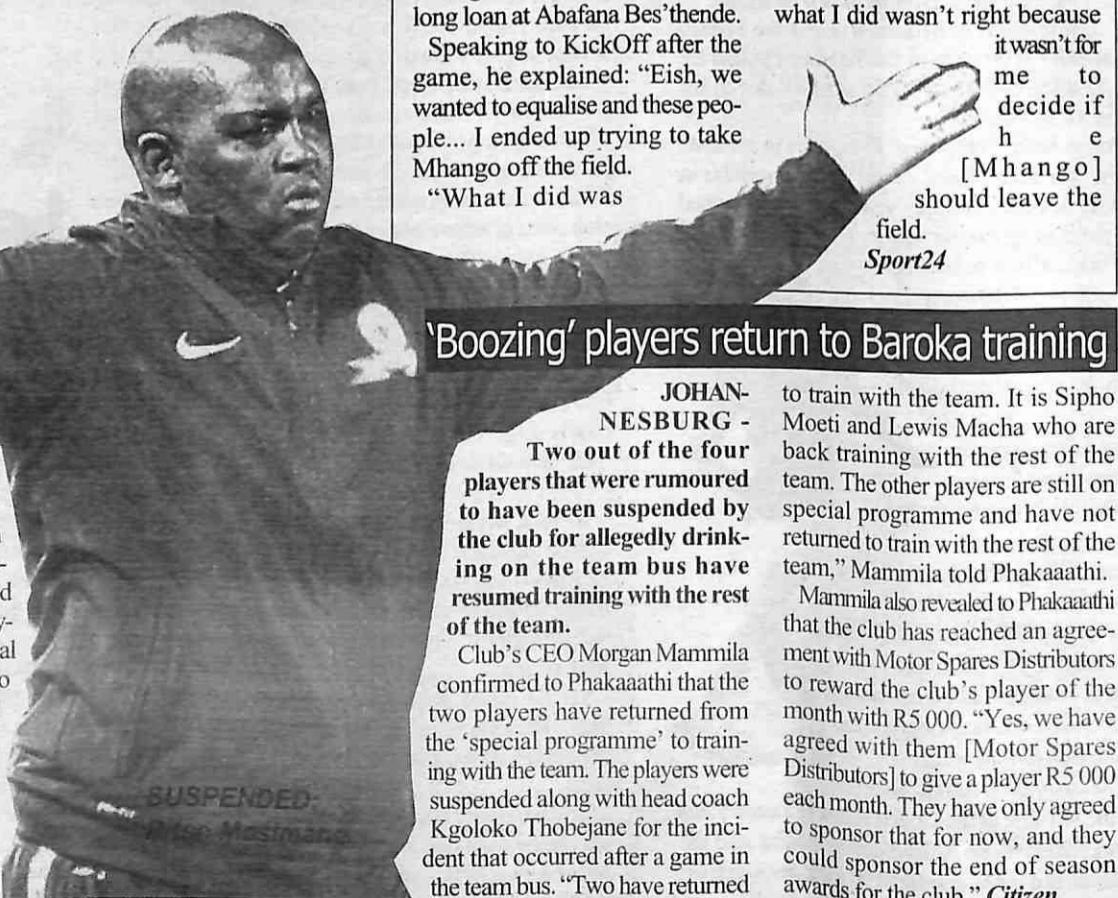 long loan at Abafana Bes'thende.
Speaking to KickOff after the
game, he explained: “Eish, we
wanted to equalise and these peo-
ple... I ended up trying to take
Mhango off the field.
“What I did was
what I did wasn't right because
it wasn't for
me to
decide if
h e
[Mhango]
should leave the
field.
Sport24
'Boozing' players return to Baroka training
JOHAN-
NESBURG -
Two out of the four
players that were rumoured
to have been suspended by
the club for allegedly drink-
ing on the team bus have
resumed training with the rest
of the team.
Club's CEO Morgan Mammila
confirmed to Phakaaathi that the
two players have returned from
the ‘special programme’ to train-
ing with the team. The players were
suspended along with head coach
Kgoloko Thobejane for the inci-
dent that occurred after a game in
the team bus. “Two have returned
to train with the team. It is Sipho
Moeti and Lewis Macha who are
back training with the rest of the
team. The other players are still on
special programme and have not
returned to train with the rest of the
team,” Mammila told Phakaaathi.
Mammila also revealed to Phakaaathi
that the club has reached an agree-
ment with Motor Spares Distributors
to reward the club's player of the
month with R5 000. “Yes, we have
agreed with them [Motor Spares
Distributors] to give a player R5 000
each month. They have only agreed
to sponsor that for now, and they
could sponsor the end of season
awards for the club.” Citizen
SUSPENDED:
Pitso Mosimane